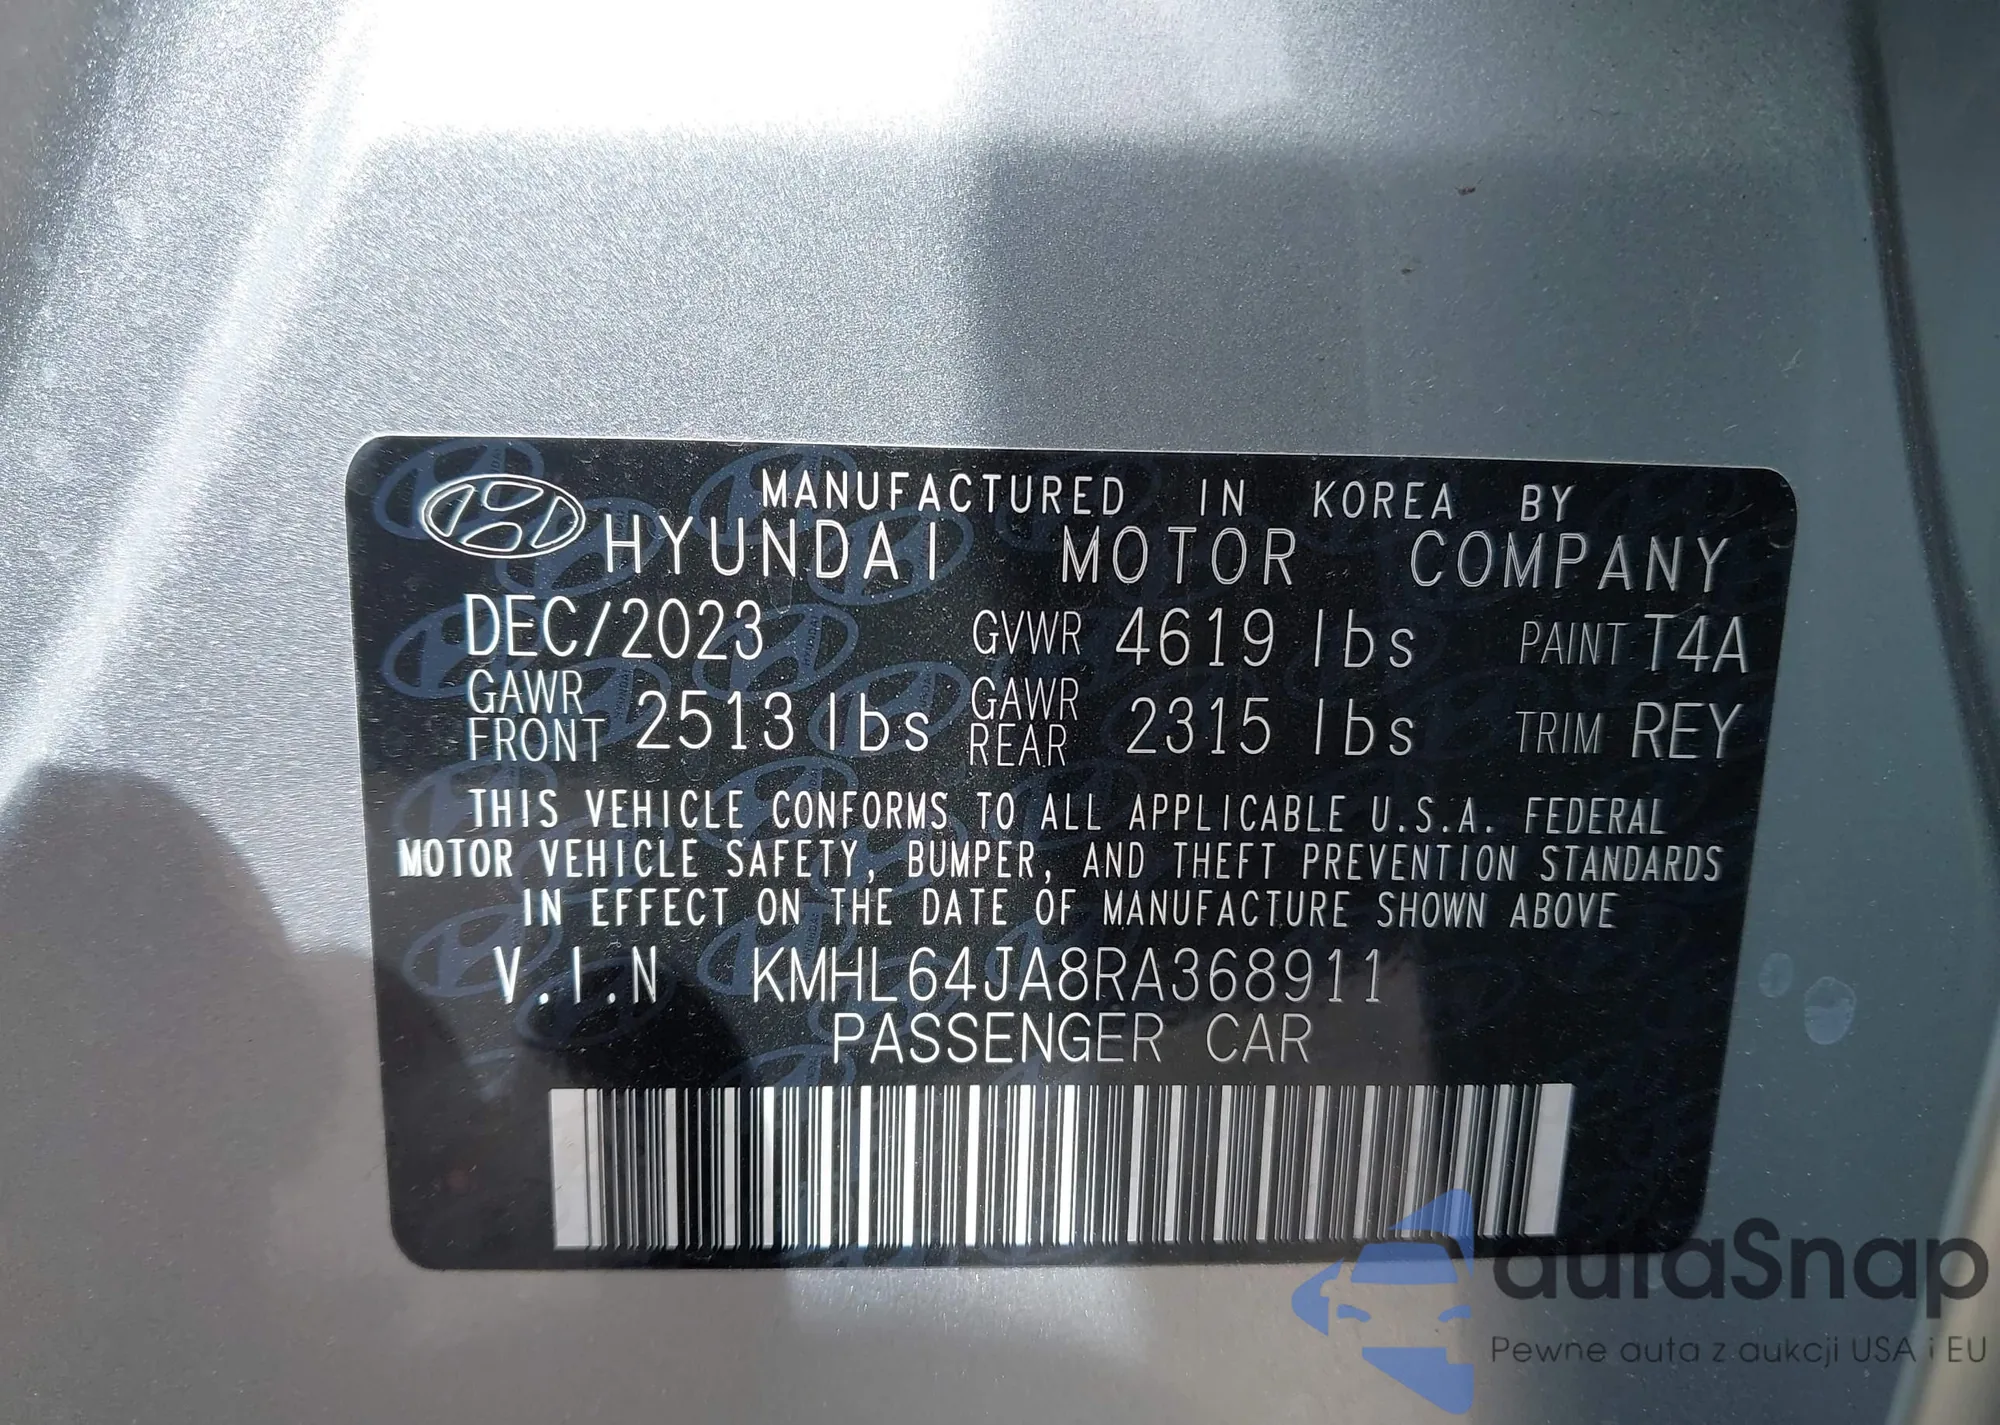 MANUFACTURED IN KOREA BY
HYUNDAI MOTOR COMPANY
DEC/2023 GVWR 4619 lbs PAINT T4A
GAWR FRONT 2513 lbs GAWR REAR 2315 lbs TRIM REY
THIS VEHICLE CONFORMS TO ALL APPLICABLE U.S.A. FEDERAL
MOTOR VEHICLE SAFETY, BUMPER, AND THEFT PREVENTION STANDARDS
IN EFFECT ON THE DATE OF MANUFACTURE SHOWN ABOVE
V.I.N KMHL64JA8RA368911
PASSENGER CAR
autaSnap
Pewne auta z aukcji USA i EU